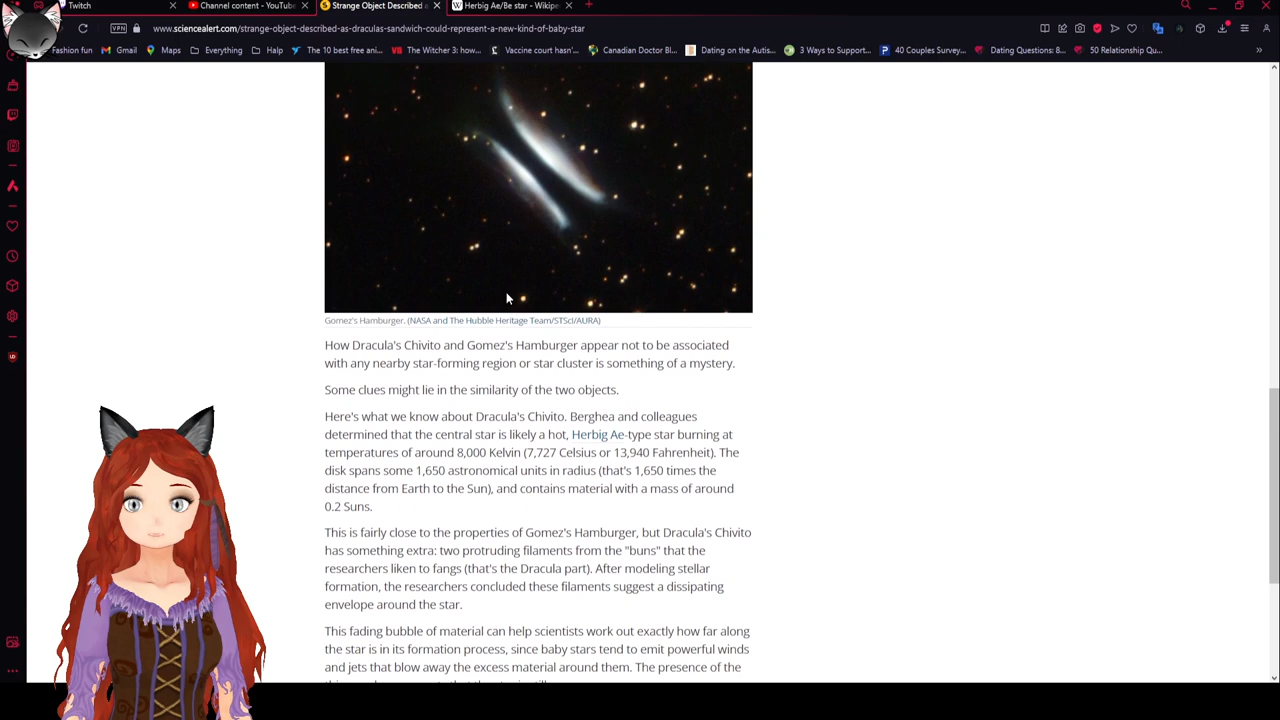 Twitch
Channel content - YouTube
Strange Object Described a
Herbig Ae/Be star - Wikipe
VPN
www.sciencealert.com/strange-object-described-as-draculas-sandwich-could-represent-a-new-kind-of-baby-star
Fashion fun
Gmail
Maps
Everything
Halp
The 10 best free ani...
The Witcher 3: how...
Vaccine court hasn'...
Canadian Doctor Bl...
Dating on the Autis...
3 Ways to Support...
40 Couples Survey...
Dating Questions: 8...
50 Relationship Qu...
Gomez's Hamburger. (NASA and The Hubble Heritage Team/STScI/AURA)
How Dracula's Chivito and Gomez's Hamburger appear not to be associated
with any nearby star-forming region or star cluster is something of a mystery.
Some clues might lie in the similarity of the two objects.
Here's what we know about Dracula's Chivito. Berghea and colleagues
determined that the central star is likely a hot, Herbig Ae-type star burning at
temperatures of around 8,000 Kelvin (7,727 Celsius or 13,940 Fahrenheit). The
disk spans some 1,650 astronomical units in radius (that's 1,650 times the
distance from Earth to the Sun), and contains material with a mass of around
0.2 Suns.
This is fairly close to the properties of Gomez's Hamburger, but Dracula's Chivito
has something extra: two protruding filaments from the "buns" that the
researchers liken to fangs (that's the Dracula part). After modeling stellar
formation, the researchers concluded these filaments suggest a dissipating
envelope around the star.
This fading bubble of material can help scientists work out exactly how far along
the star is in its formation process, since baby stars tend to emit powerful winds
and jets that blow away the excess material around them. The presence of the